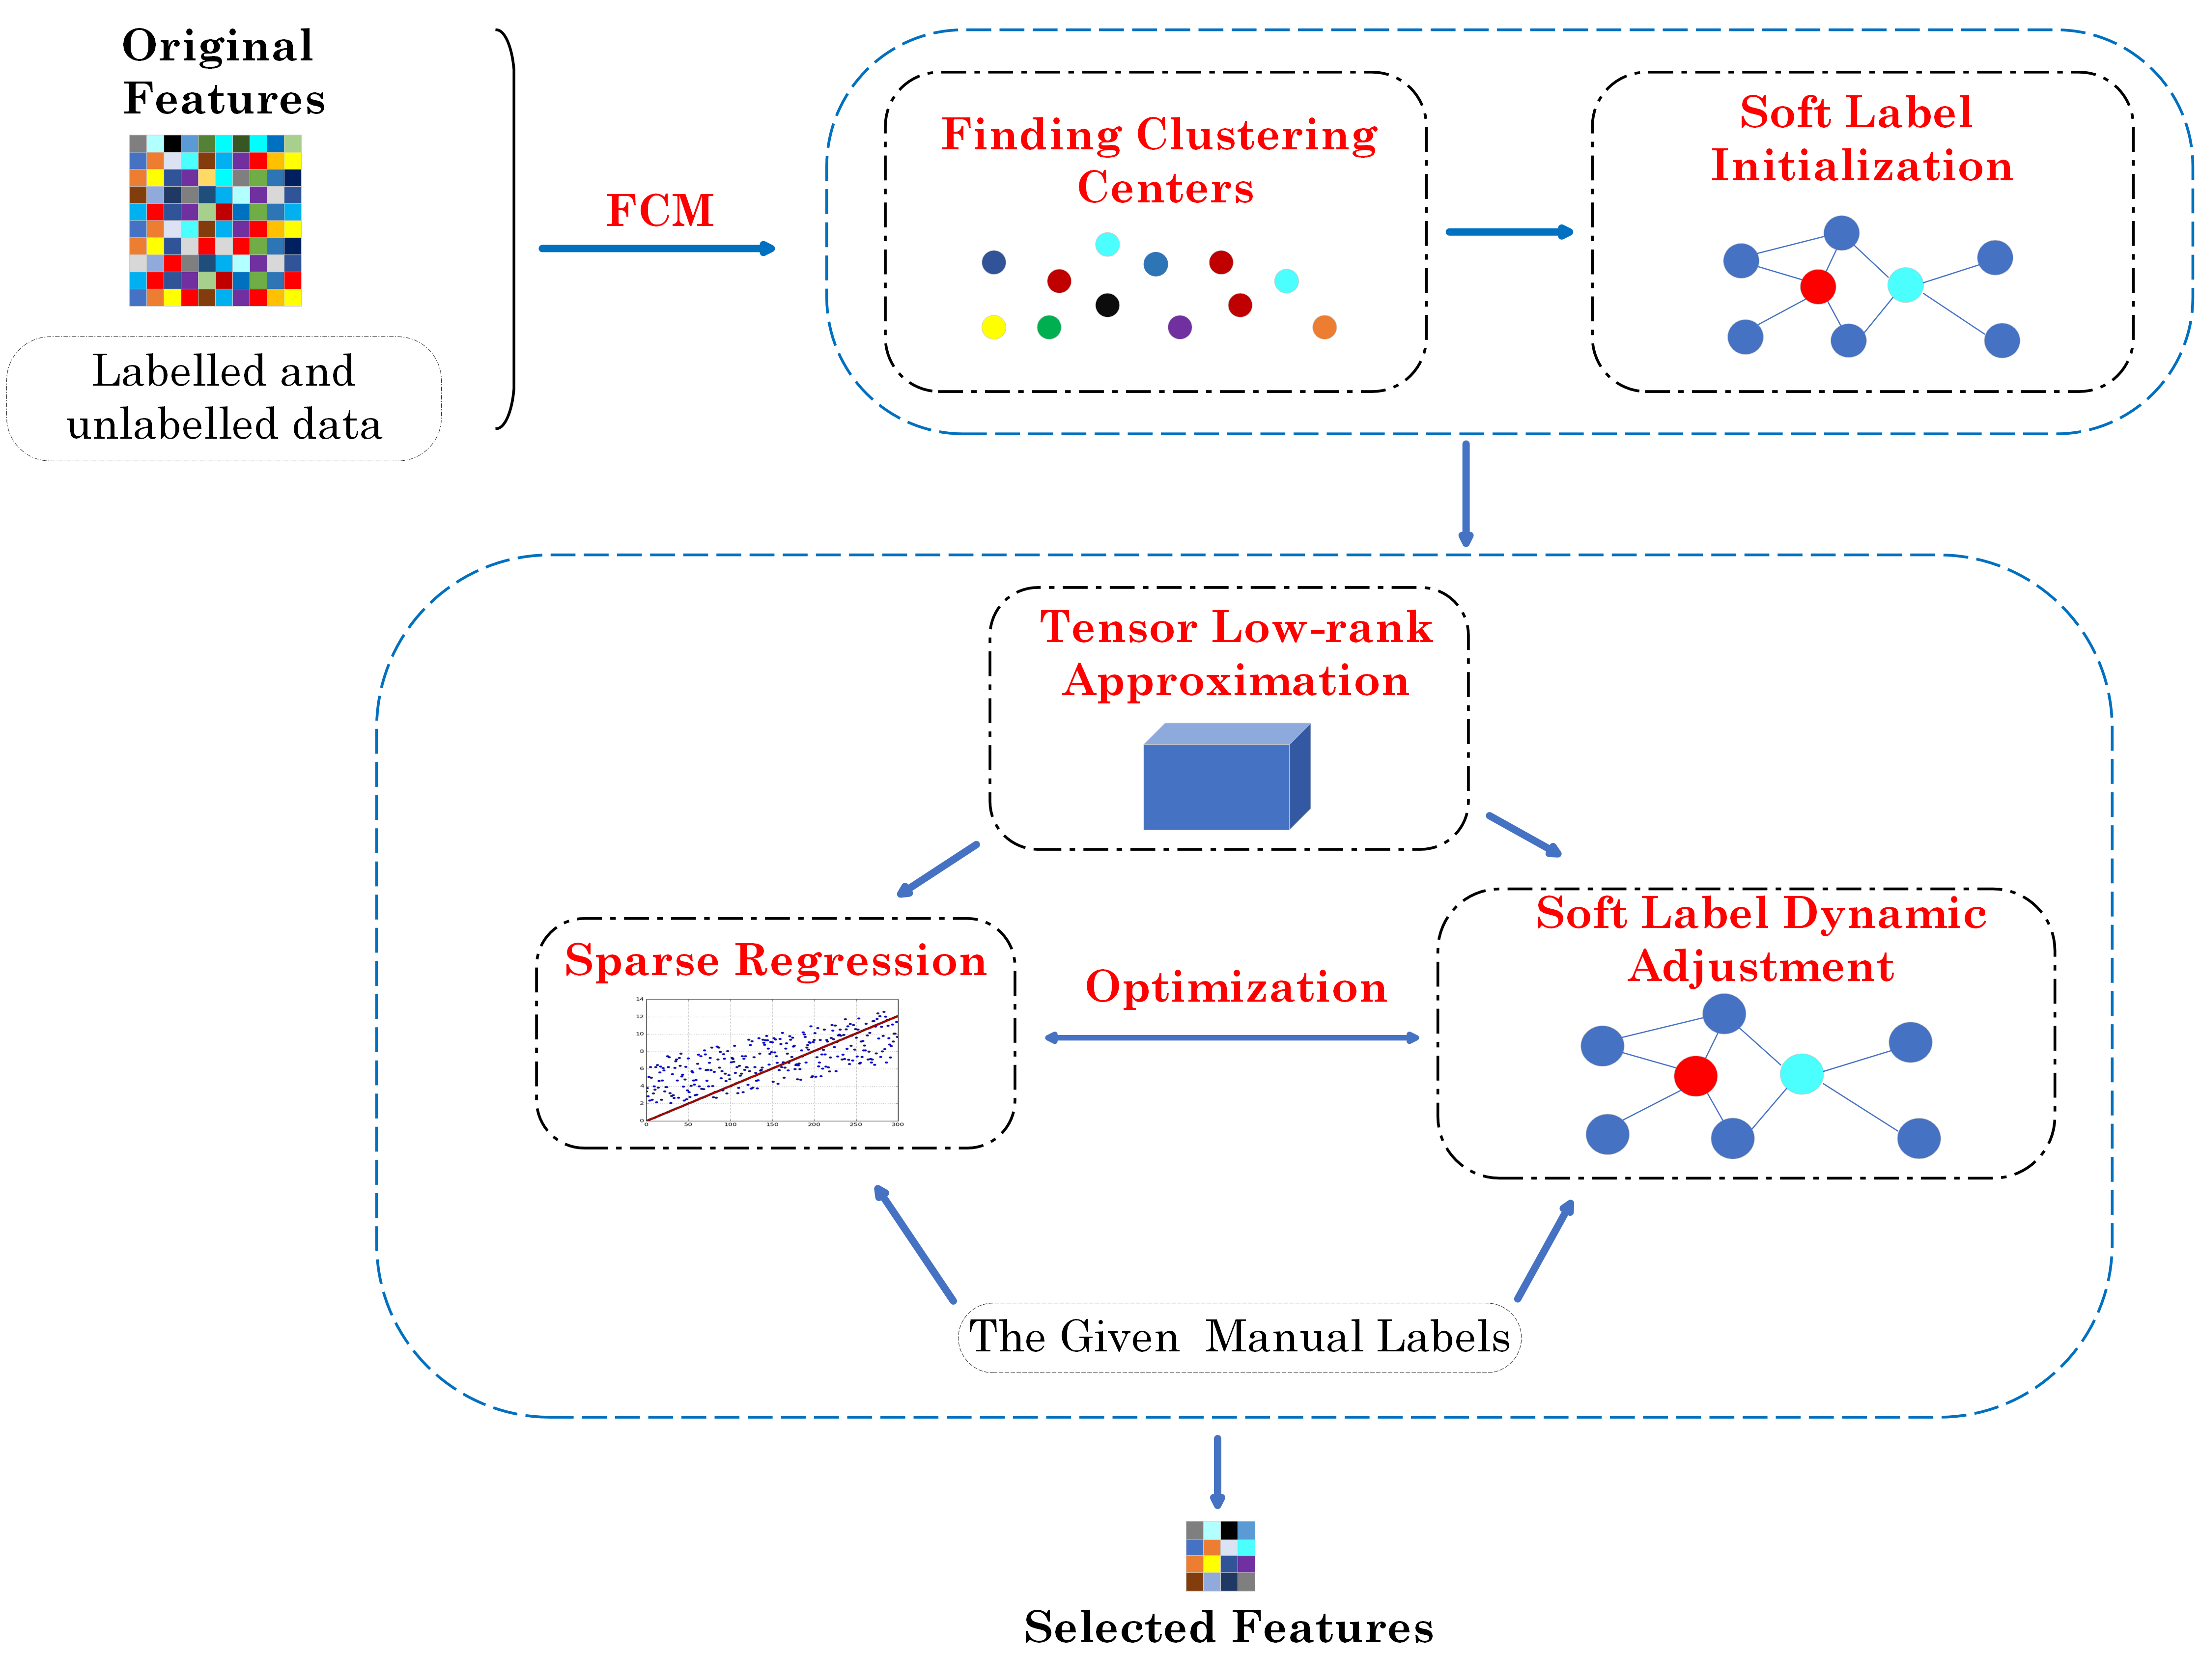 Original
Features
Labelled and
unlabelled data
FCM
Finding Clustering
Centers
Soft Label
Initialization
Tensor Low-rank
Approximation
Sparse Regression
14
12
10
8
6
4
2
0
0 50 100 150 200 250 300
Optimization
Soft Label Dynamic
Adjustment
The Given Manual Labels
Selected Features